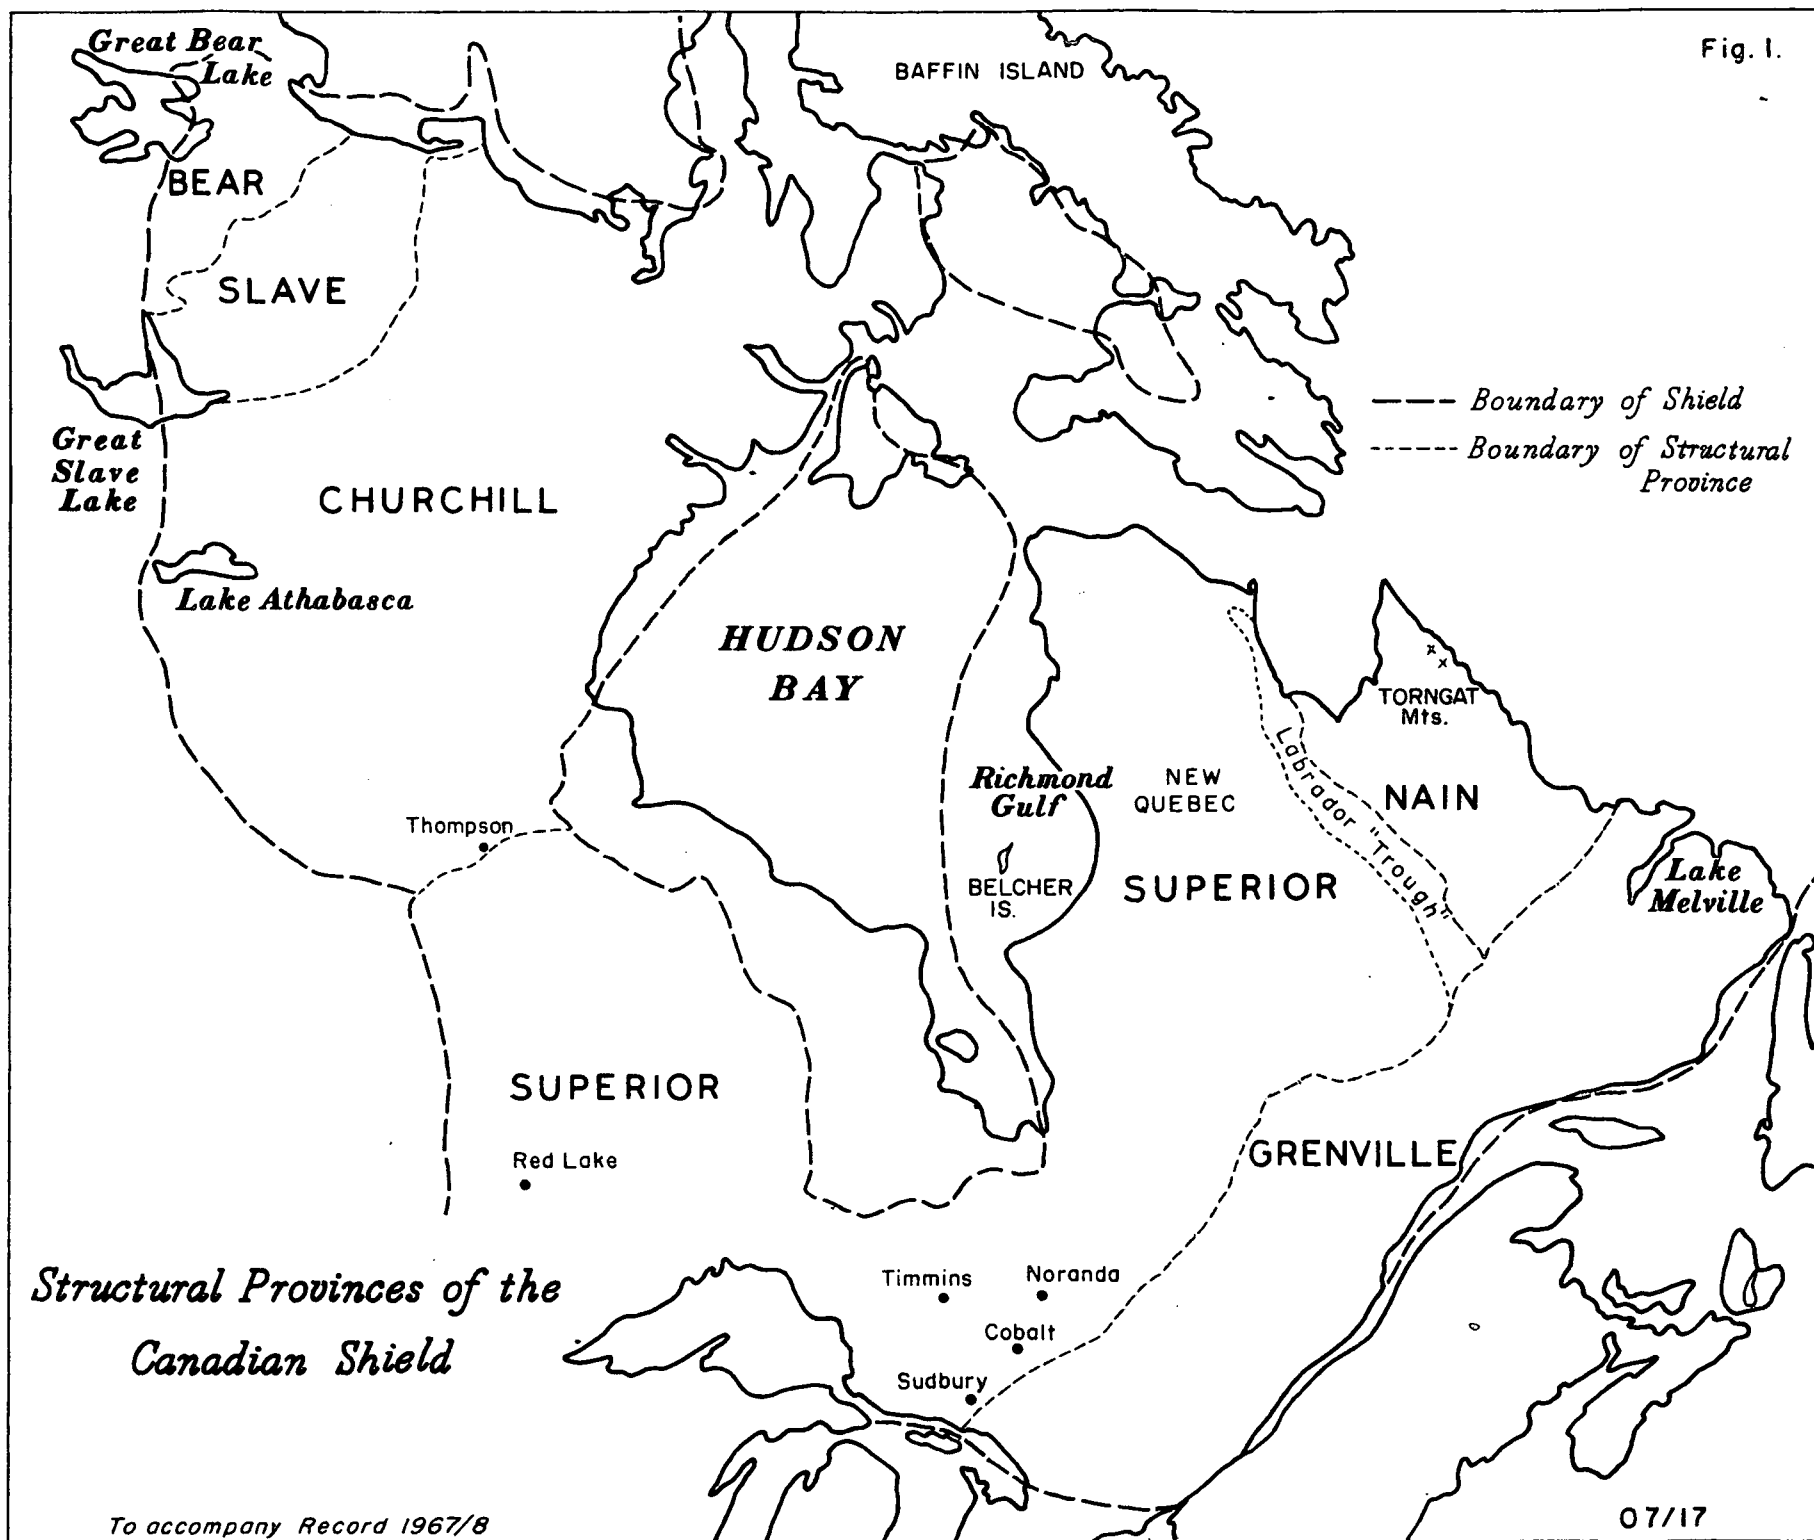 Fig. 1.
Great Bear
Lake
BAFFIN ISLAND
BEAR
SLAVE
Boundary of Shield
Boundary of Structural
Province
Great
Slave
Lake
CHURCHILL
Lake Athabasca
HUDSON
BAY
TORNGAT
Mts.
Labrador "Trough"
Richmond
Gulf
NEW
QUEBEC
NAIN
Thompson
BELCHER
IS.
SUPERIOR
Lake
Melville
SUPERIOR
Red Lake
GRENVILLE
Structural Provinces of the
Canadian Shield
Timmins
Noranda
Cobalt
Sudbury
To accompany Record 1967/8
07/17